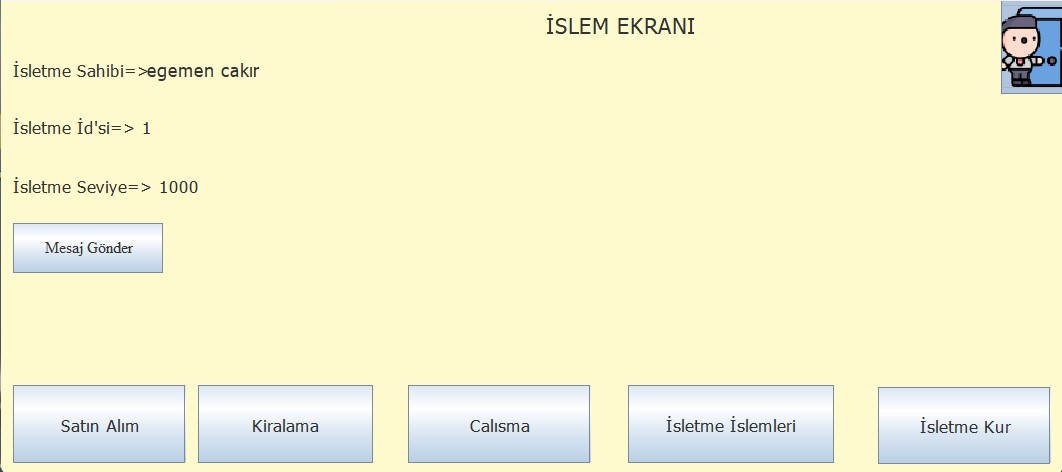 İSLEM EKRANI
İsletme Sahibi=>egemen cakır
İsletme İd'si=> 1
İsletme Seviye=> 1000
Mesaj Gönder
Satın Alım
Kiralama
Calısma
İsletme İslemleri
İsletme Kur